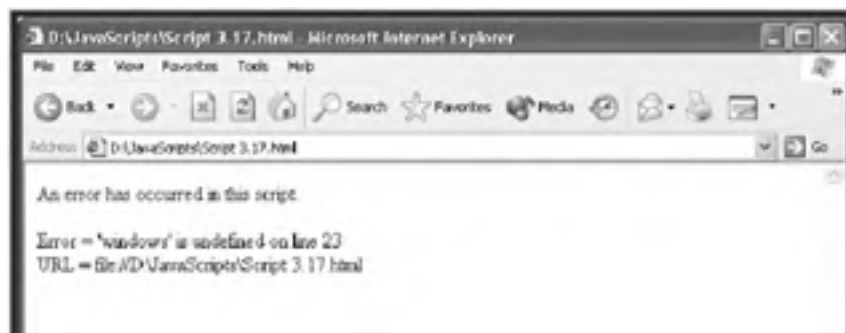 D:\JavaScripts\Script 3.17.html - Microsoft Internet Explorer
File Edit View Favorites Tools Help
Back Search Favorites Media
Address D:\JavaScripts\Script 3.17.html Go
An error has occurred in this script.
Error = 'windows' is undefined on line 23
URL = file://D:\JavaScripts\Script 3.17.html